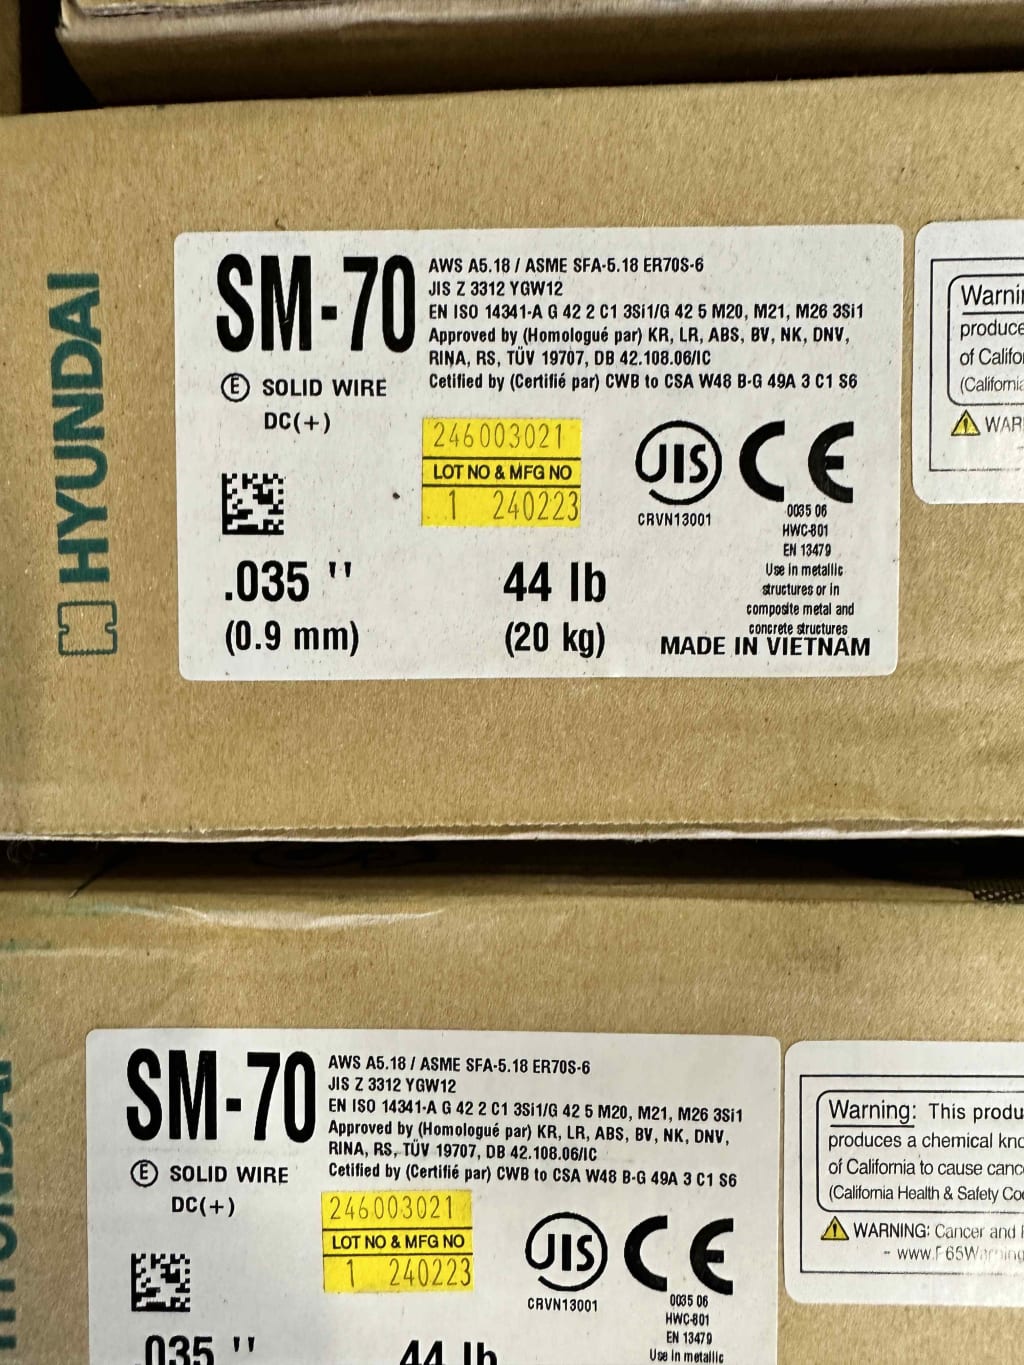 HYUNDAI
SM-70
AWS A5.18 / ASME SFA-5.18 ER70S-6
JIS Z 3312 YGW12
EN ISO 14341-A G 42 2 C1 3Si1/G 42 5 M20, M21, M26 3Si1
Approved by (Homologué par) KR, LR, ABS, BV, NK, DNV,
RINA, RS, TÜV 19707, DB 42.108.06/IC
Cetified by (Certifié par) CWB to CSA W48 B-G 49A 3 C1 S6
E SOLID WIRE
DC(+)
246003021
LOT NO & MFG NO
1 240223
JIS
CRVN13001
CE
0035 06
HWC-801
EN 13479
Use in metallic
structures or in
composite metal and
concrete structures
.035 "
(0.9 mm)
44 lb
(20 kg)
MADE IN VIETNAM
produce
of Califo
(California
WAR
HYUNDAI
SM-70
AWS A5.18 / ASME SFA-5.18 ER70S-6
JIS Z 3312 YGW12
EN ISO 14341-A G 42 2 C1 3Si1/G 42 5 M20, M21, M26 3Si1
Approved by (Homologué par) KR, LR, ABS, BV, NK, DNV,
RINA, RS, TÜV 19707, DB 42.108.06/IC
Cetified by (Certifié par) CWB to CSA W48 B-G 49A 3 C1 S6
E SOLID WIRE
DC(+)
246003021
LOT NO & MFG NO
1 240223
JIS
CRVN13001
CE
0035 06
HWC-801
EN 13479
Use in metallic
.035 "
44 lb
Warning: This produ
produces a chemical kno
of California to cause canc
(California Health & Safety Co
WARNING: Cancer and